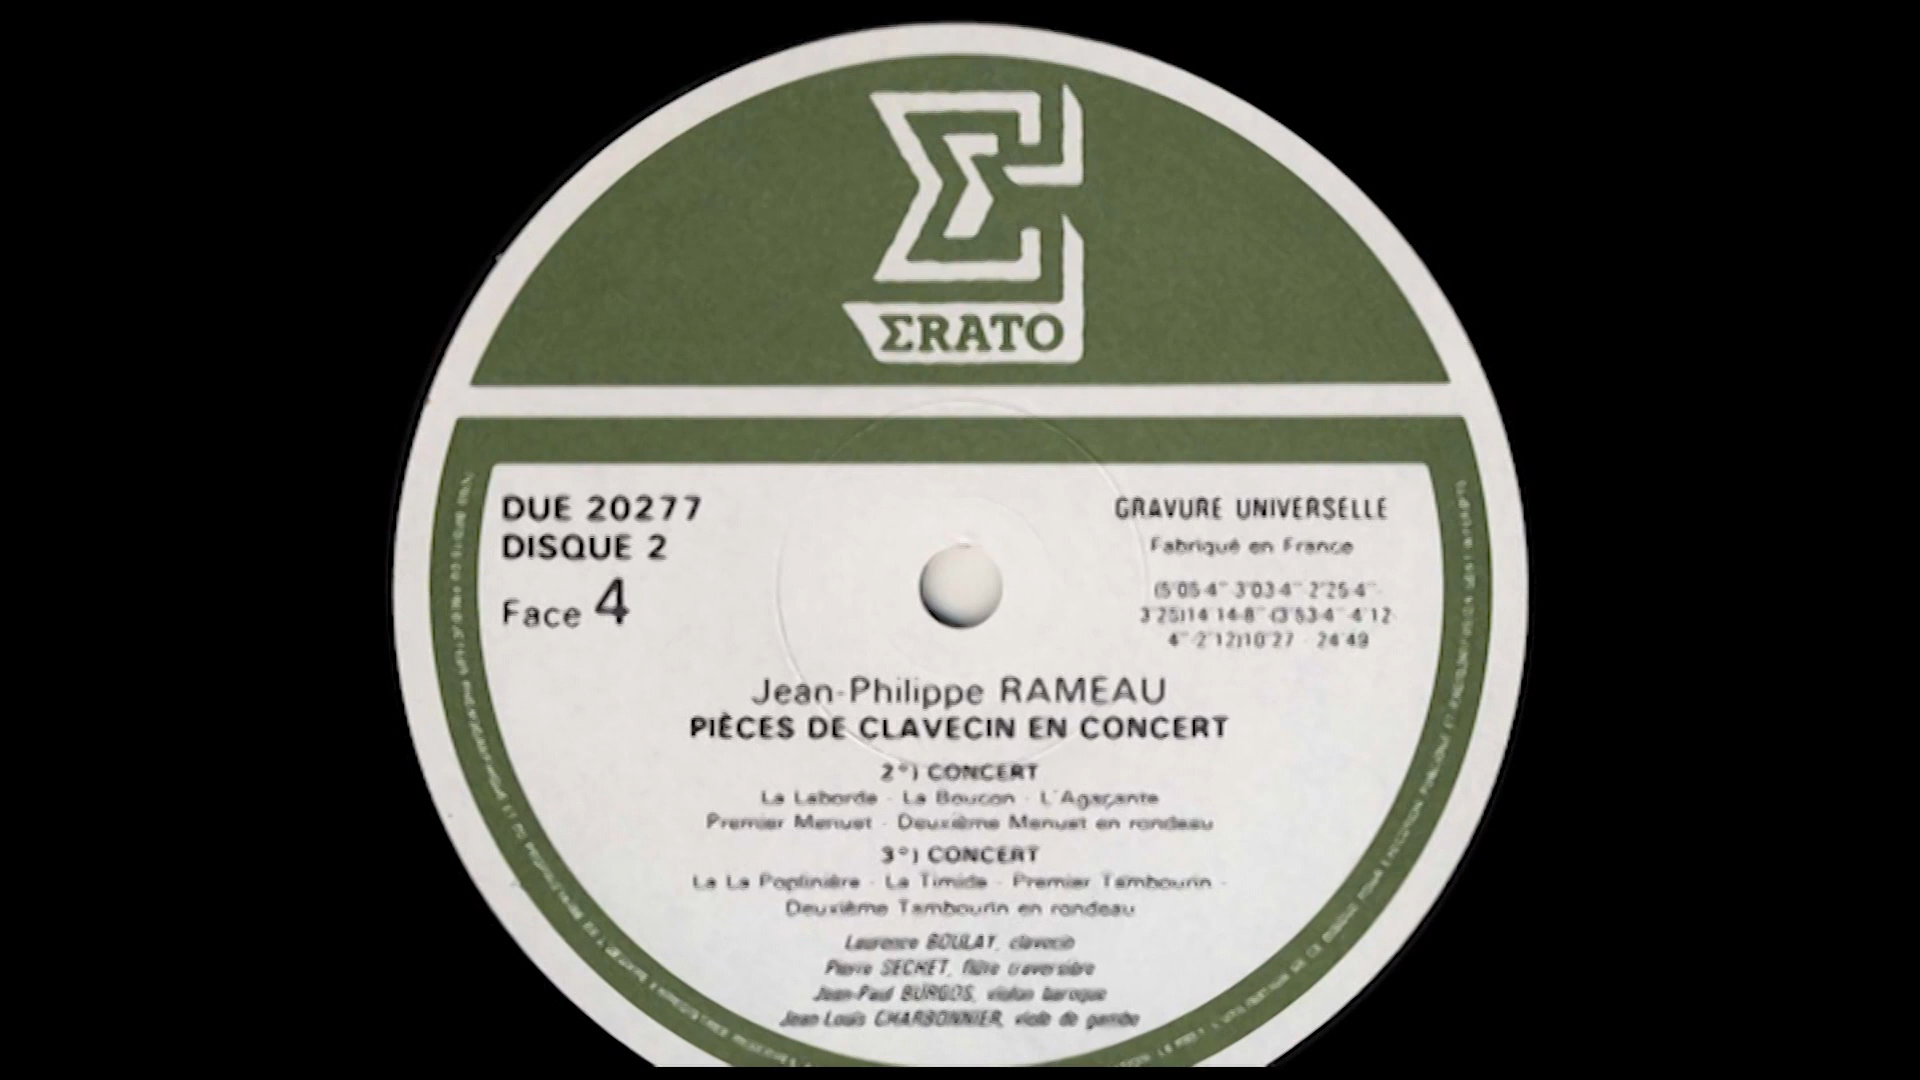 ΣRATO
DUE 20277
DISQUE 2
Face 4
GRAVURE UNIVERSELLE
Fabriqué en France
Jean-Philippe RAMEAU
PIÈCES DE CLAVECIN EN CONCERT
2°) CONCERT
La Laborde - La Boucon - L'Agaçante
Premier Menuet - Deuxième Menuet en rondeau
3°) CONCERT
La La Poplinière - La Timide - Premier Tambourin -
Deuxième Tambourin en rondeau
Laurence BOULAY, clavecin
Pierre SECHET, flûte traversière
Jean-Paul BURGOS, violon baroque
Jean-Louis CHARBONNIER, viole de gambe